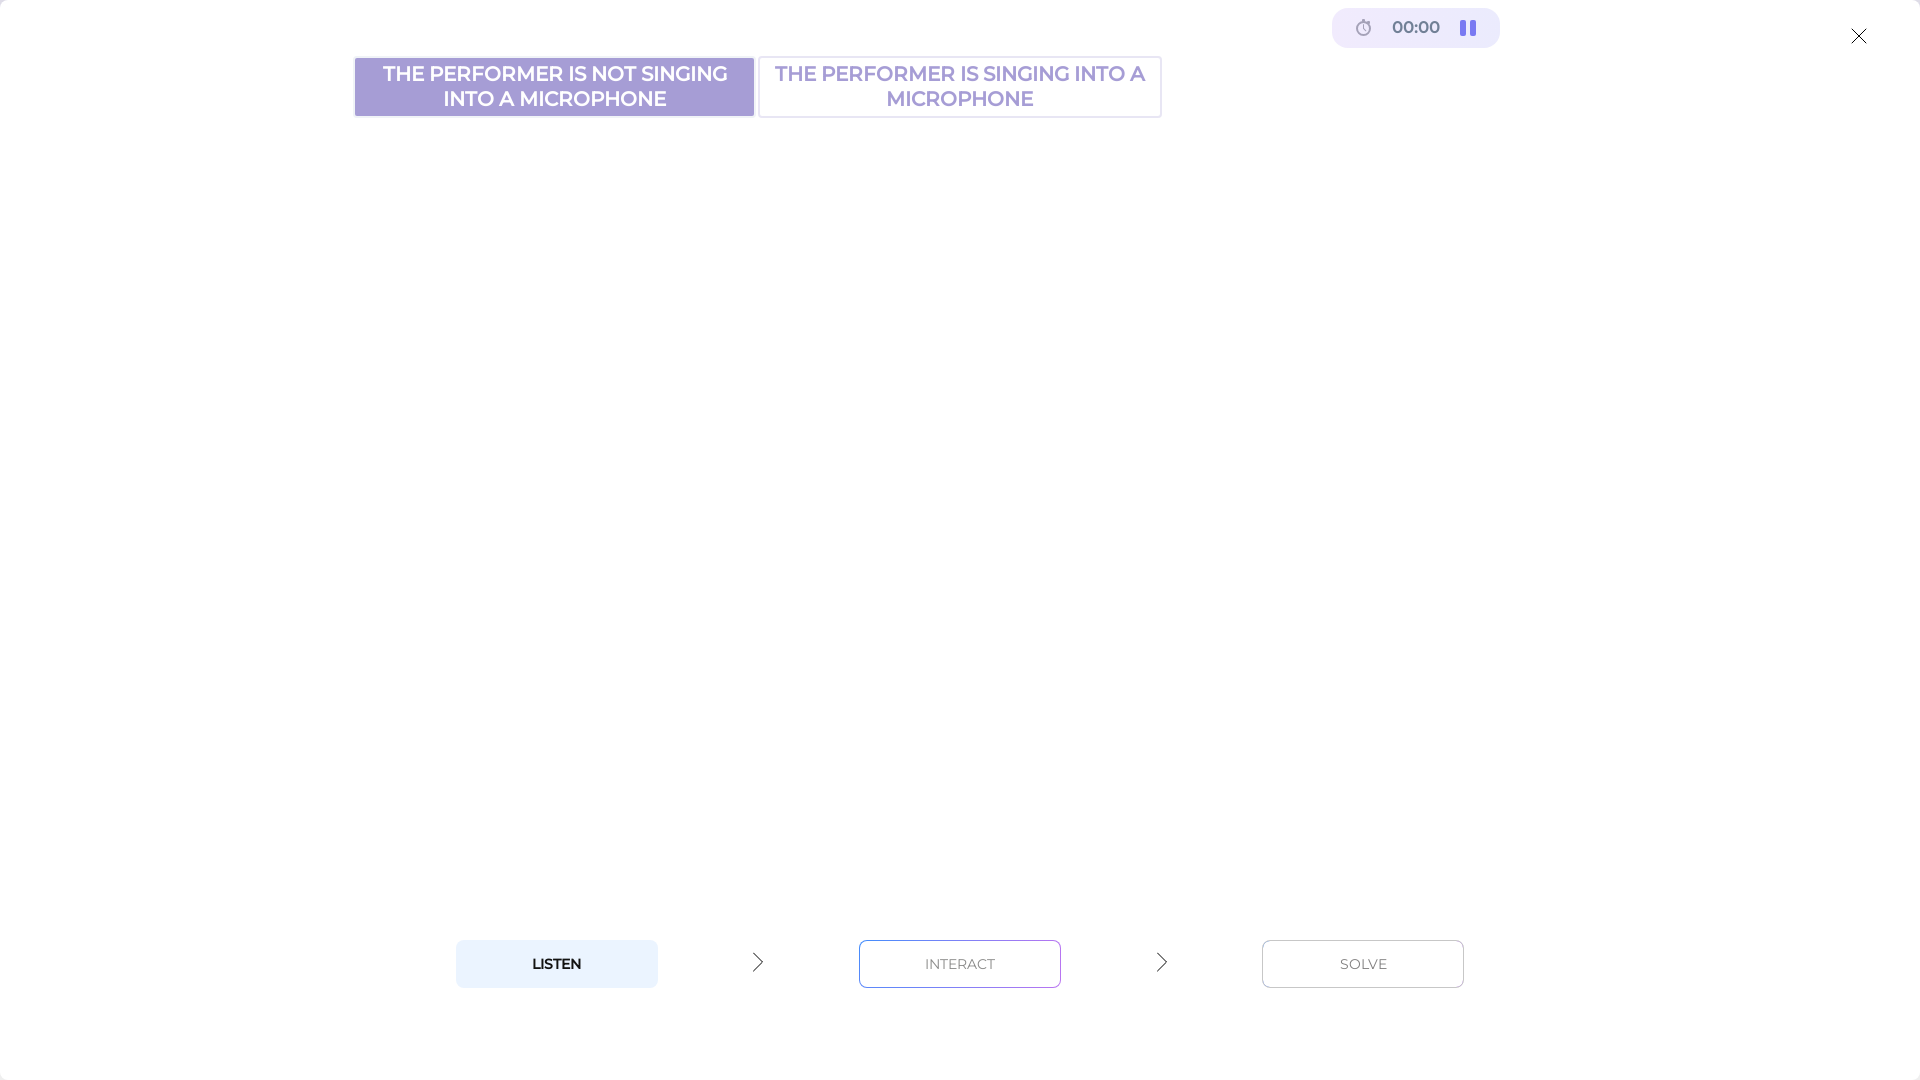 00:00
THE PERFORMER IS NOT SINGING
INTO A MICROPHONE
THE PERFORMER IS SINGING INTO A
MICROPHONE
LISTEN
INTERACT
SOLVE